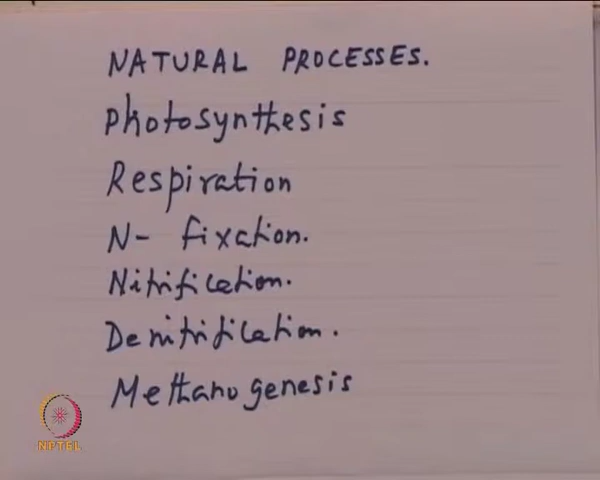 NATURAL PROCESSES.
Photosynthesis
Respiration
N- fixation.
Nitrification.
Denitrification.
Methanogenesis
NPTEL